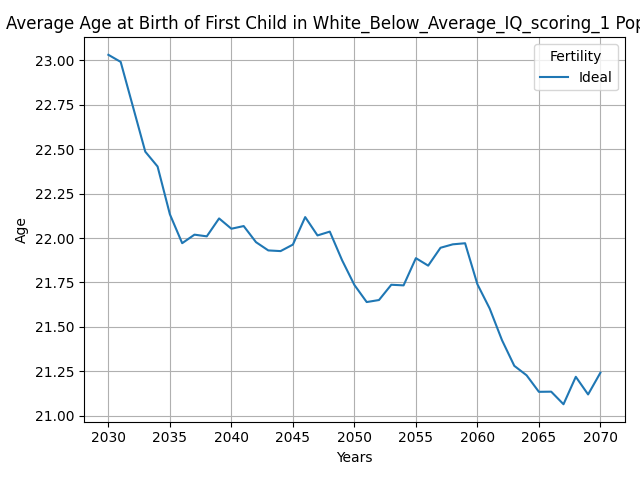 Average Age at Birth of First Child in White_Below_Average_IQ_scoring_1 Pop
Fertility
Ideal
23.00
22.75
22.50
22.25
22.00
21.75
21.50
21.25
21.00
Age
2030 2035 2040 2045 2050 2055 2060 2065 2070
Years